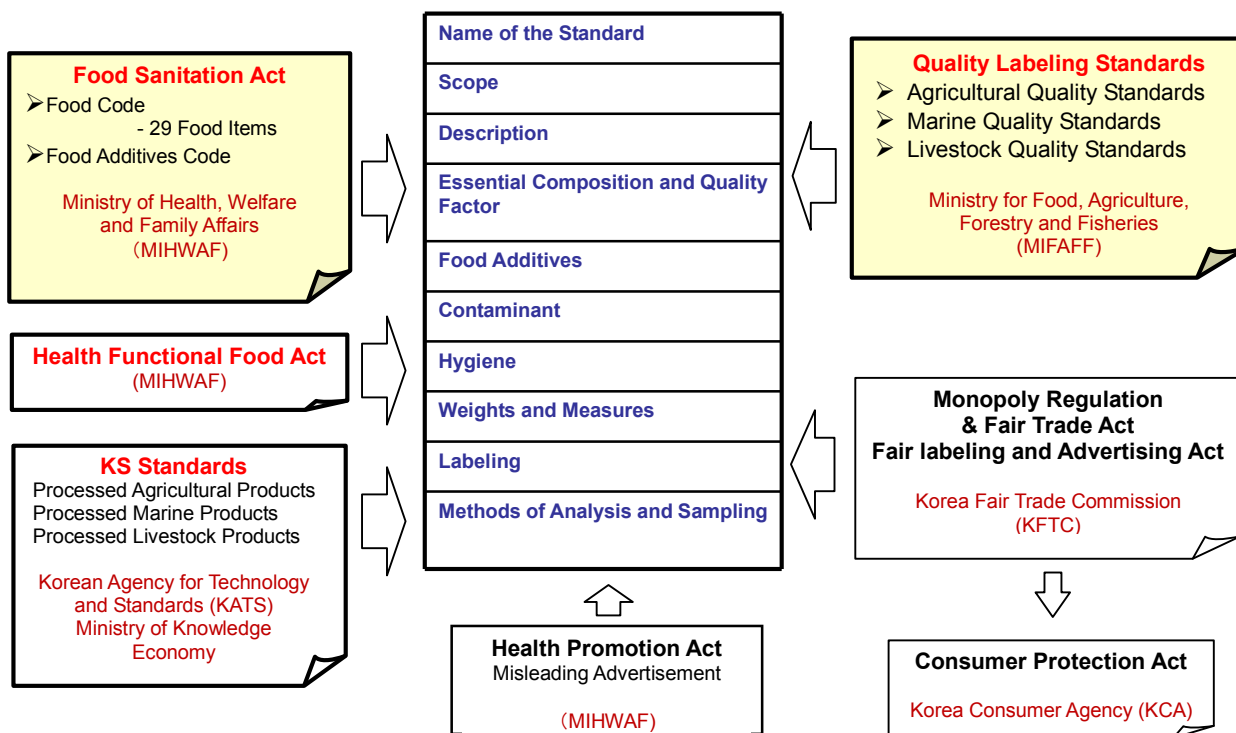 Food Sanitation Act
➢Food Code
- 29 Food Items
➢Food Additives Code
Ministry of Health, Welfare
and Family Affairs
(MIHWAF)
Health Functional Food Act
(MIHWAF)
KS Standards
Processed Agricultural Products
Processed Marine Products
Processed Livestock Products
Korean Agency for Technology
and Standards (KATS)
Ministry of Knowledge
Economy
Name of the Standard
Scope
Description
Essential Composition and Quality
Factor
Food Additives
Contaminant
Hygiene
Weights and Measures
Labeling
Methods of Analysis and Sampling
Health Promotion Act
Misleading Advertisement
(MIHWAF)
Quality Labeling Standards
➢ Agricultural Quality Standards
➢ Marine Quality Standards
➢ Livestock Quality Standards
Ministry for Food, Agriculture,
Forestry and Fisheries
(MIFAFF)
Monopoly Regulation
& Fair Trade Act
Fair labeling and Advertising Act
Korea Fair Trade Commission
(KFTC)
Consumer Protection Act
Korea Consumer Agency (KCA)